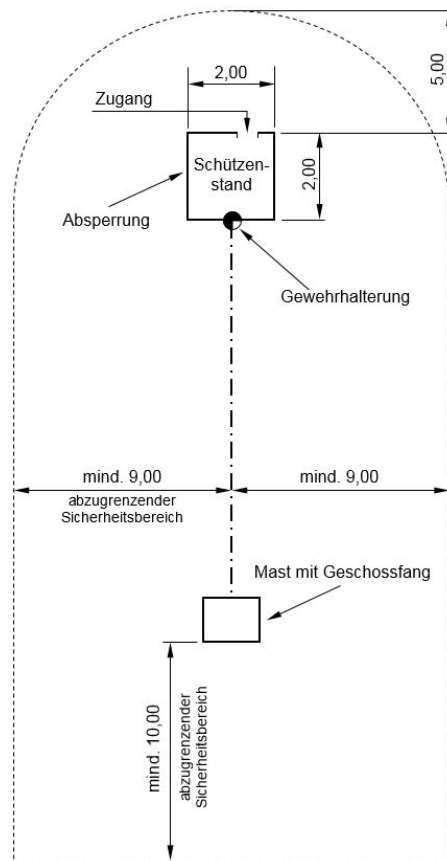 2,00
5,00
Zugang
Schützen-
stand
2,00
Absperrung
Gewehrhalterung
mind. 9,00
abzugrenzender
Sicherheitsbereich
mind. 9,00
Mast mit Geschossfang
mind. 10,00
abzugrenzender
Sicherheitsbereich